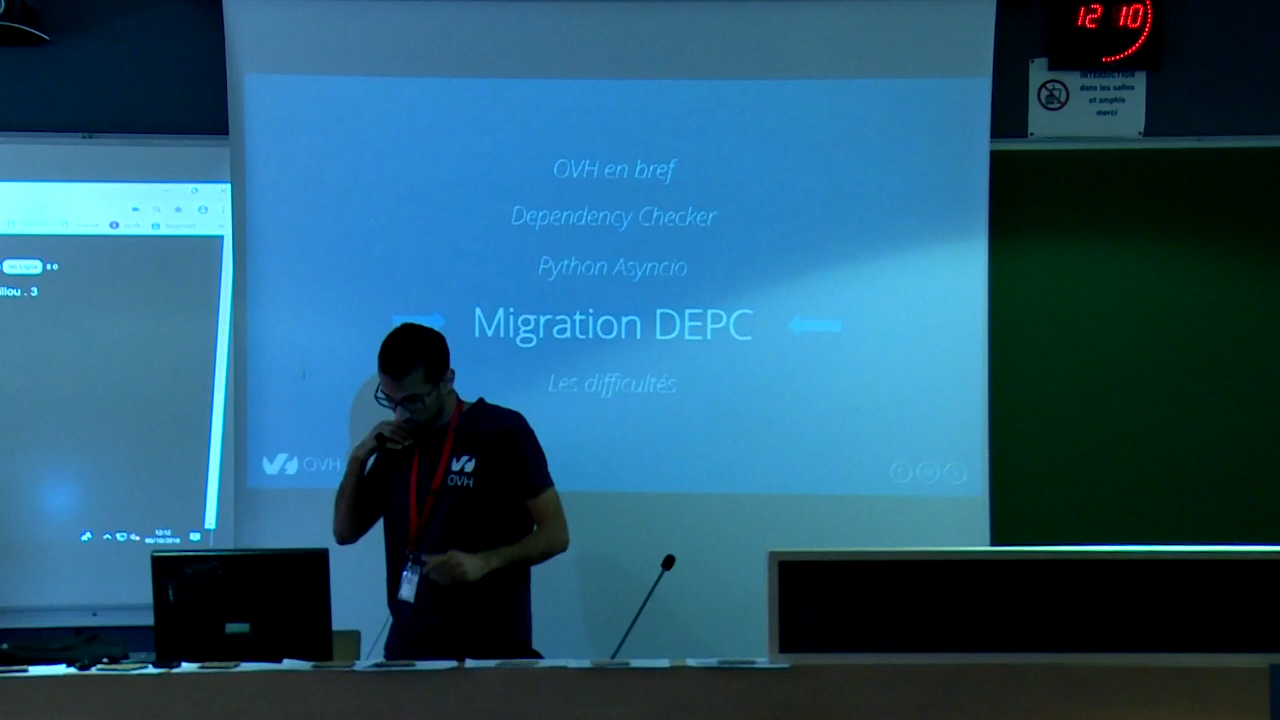 12 10
INTERDICTION
dans les salles
et amphis
merci
OVH en bref
Dependency Checker
Python Asyncio
Migration DEPC
Les difficultés
OVH
OVH
illou . 3